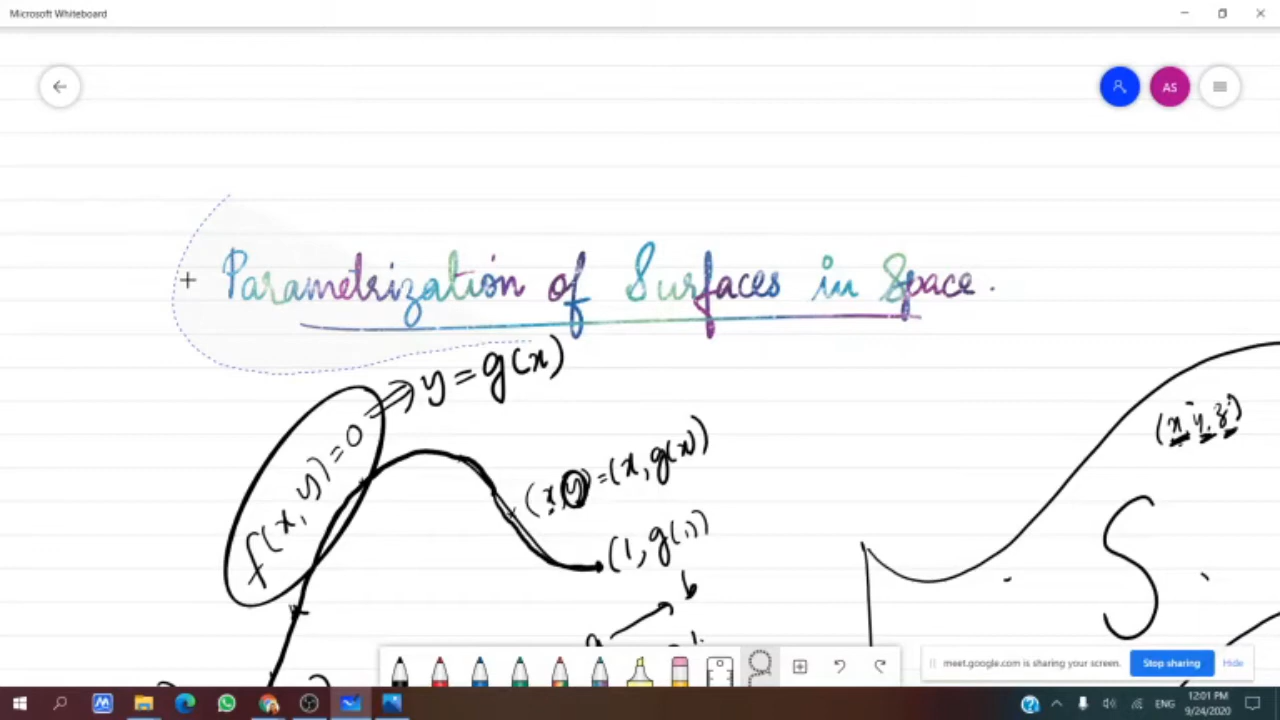 Microsoft Whiteboard
AS
Parametrization of Surfaces in Space.
f(x, y) = 0 ⇒ y = g(x)
(x, y) = (x, g(x))
(1, g(1))
a → b
(x, y, z)
S
meet.google.com is sharing your screen.
Stop sharing
Hide
ENG
12:01 PM
9/24/2020